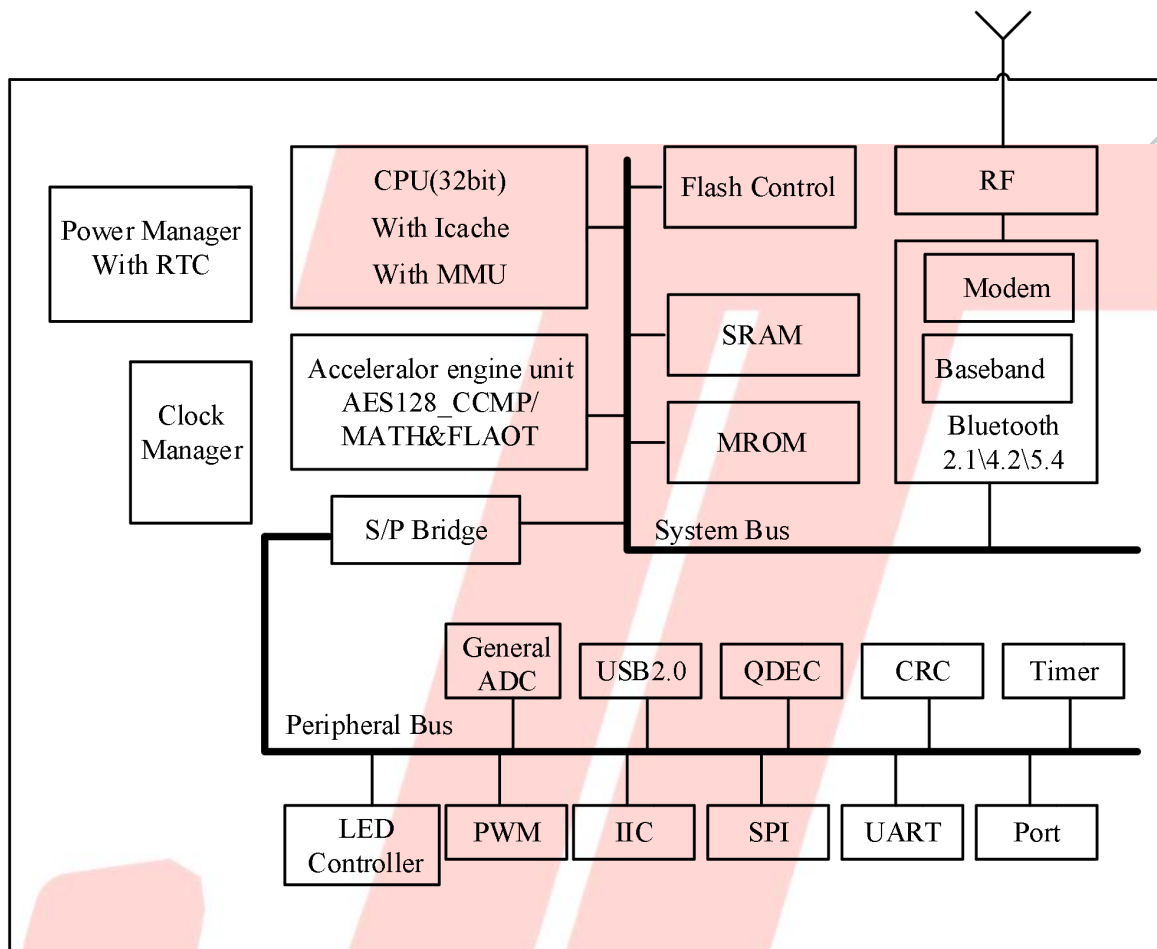 CPU(32bit)
With Icache
With MMU
Flash Control
RF
Power Manager
With RTC
Modem
SRAM
Baseband
Acceleralor engine unit
AES128_CCMP/
MATH&FLAOT
Clock
Manager
MROM
Bluetooth
2.1\4.2\5.4
S/P Bridge
System Bus
General
ADC
USB2.0
QDEC
CRC
Timer
Peripheral Bus
LED
Controller
PWM
IIC
SPI
UART
Port